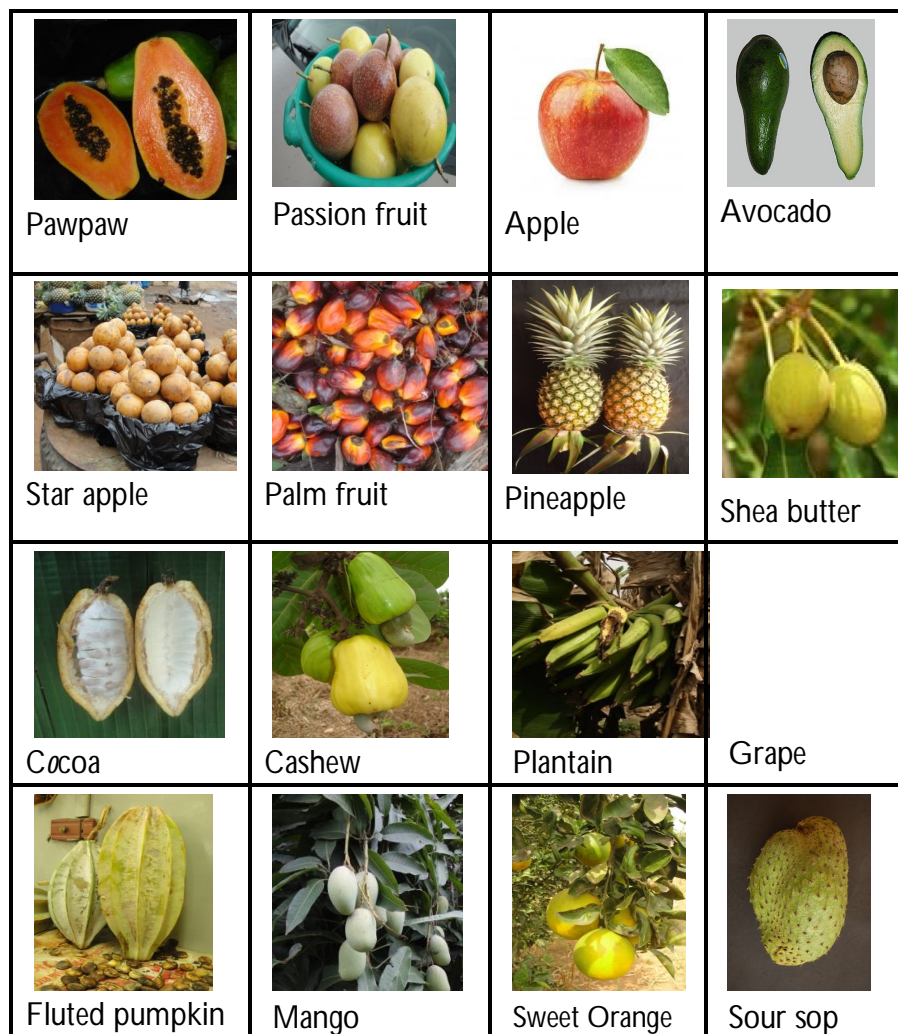 Pawpaw
Passion fruit
Apple
Avocado
Star apple
Palm fruit
Pineapple
Shea butter
Cocoa
Cashew
Plantain
Grape
Fluted pumpkin
Mango
Sweet Orange
Sour sop